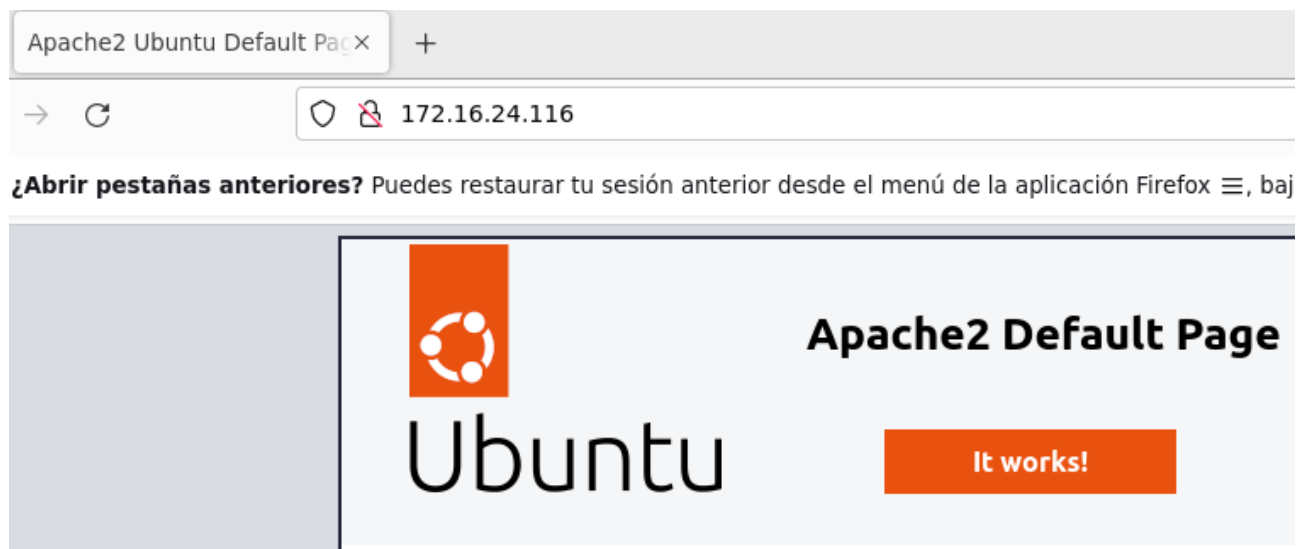 Apache2 Ubuntu Default Pag
172.16.24.116
¿Abrir pestañas anteriores? Puedes restaurar tu sesión anterior desde el menú de la aplicación Firefox ☰, baj
Apache2 Default Page
Ubuntu
It works!